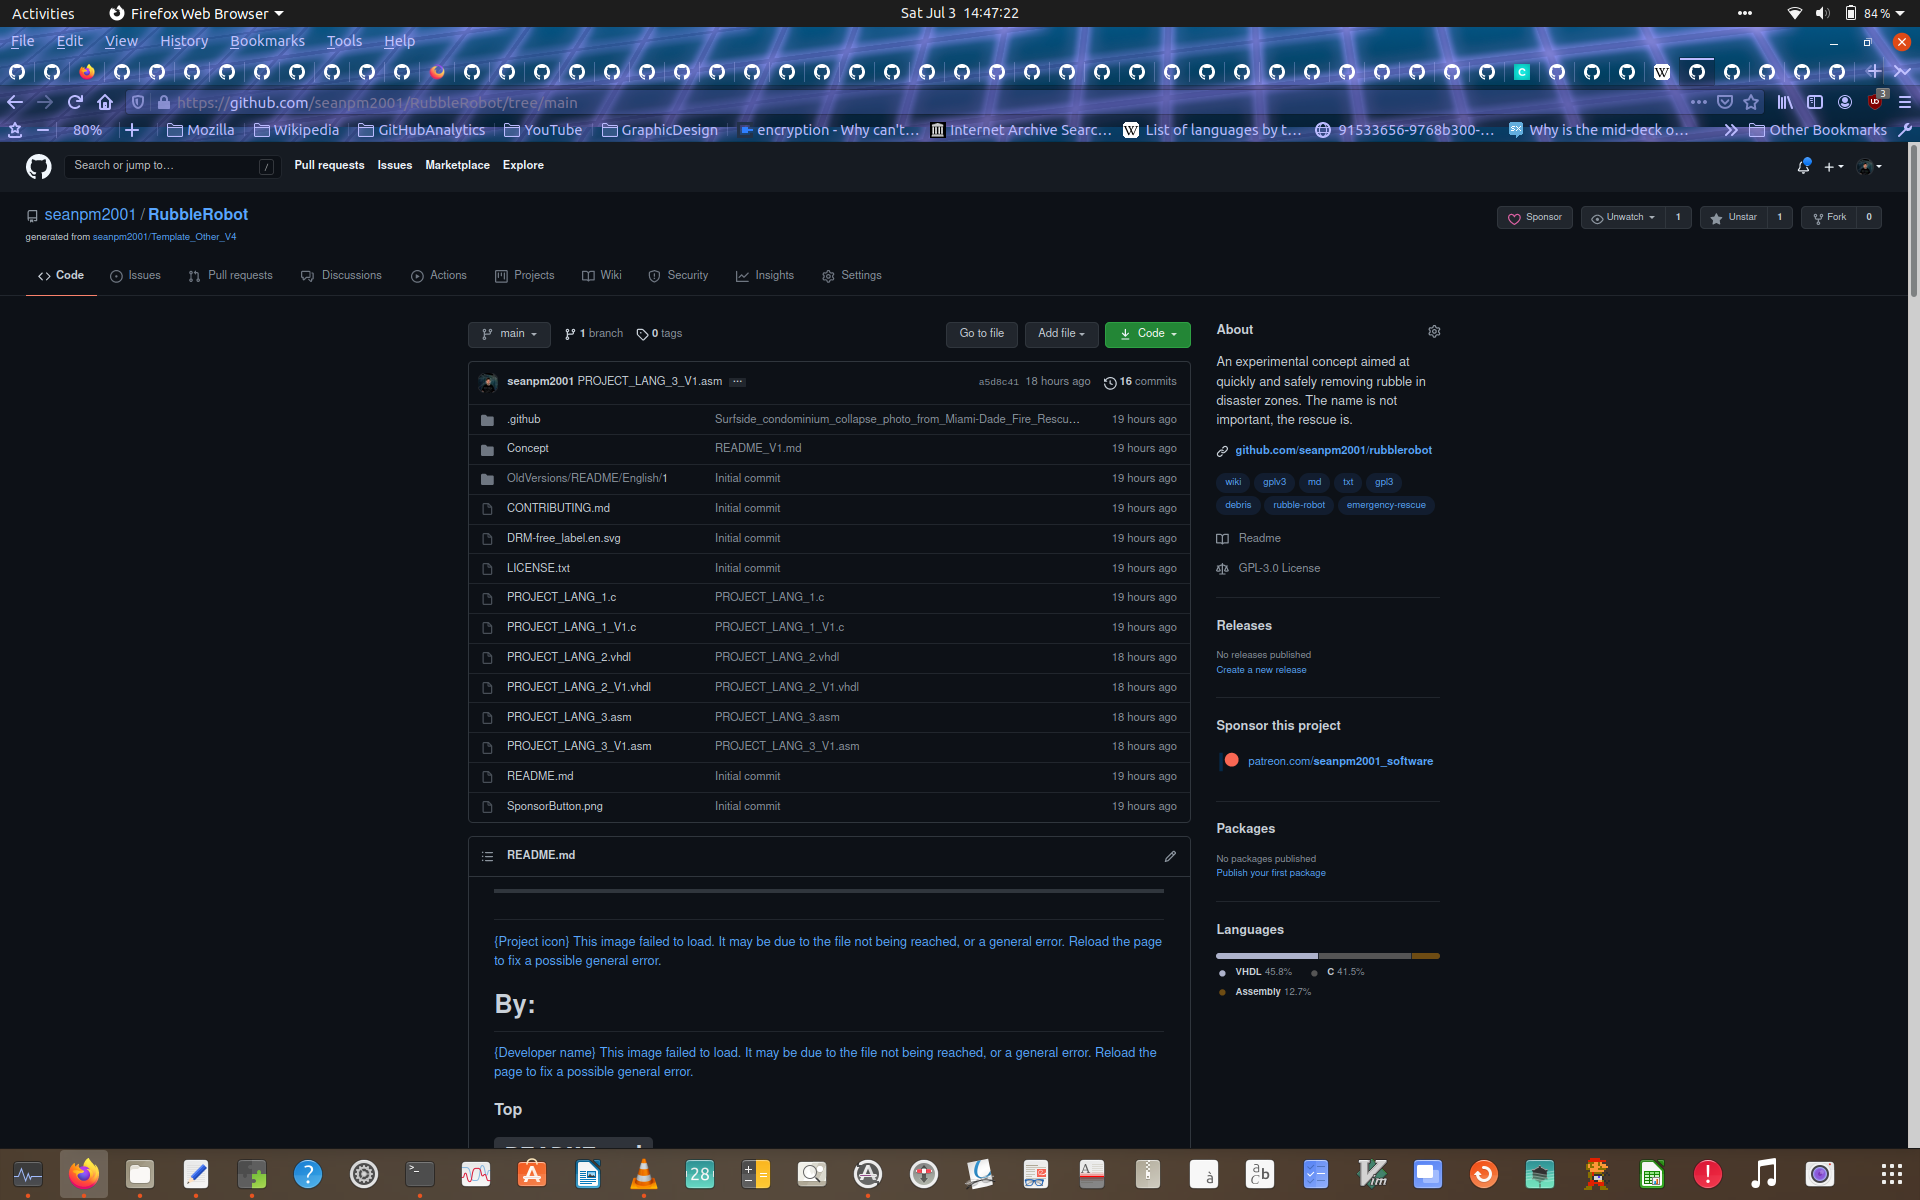 Activities Firefox Web Browser Sat Jul 3 14:47:22 84 %
File Edit View History Bookmarks Tools Help
https://github.com/seanpm2001/RubbleRobot/tree/main 3
80% Mozilla Wikipedia GitHubAnalytics YouTube GraphicDesign encryption - Why can't… Internet Archive Searc… List of languages by t… 91533656-9768b300-… Why is the mid-deck o… Other Bookmarks
Search or jump to… / Pull requests Issues Marketplace Explore
seanpm2001 / RubbleRobot
generated from seanpm2001/Template_Other_V4
Sponsor Unwatch 1 Unstar 1 Fork 0
Code Issues Pull requests Discussions Actions Projects Wiki Security Insights Settings
main 1 branch 0 tags Go to file Add file Code
seanpm2001 PROJECT_LANG_3_V1.asm ... a5d8c41 18 hours ago 16 commits
.github Surfside_condominium_collapse_photo_from_Miami-Dade_Fire_Rescu… 19 hours ago
Concept README_V1.md 19 hours ago
OldVersions/README/English/1 Initial commit 19 hours ago
CONTRIBUTING.md Initial commit 19 hours ago
DRM-free_label.en.svg Initial commit 19 hours ago
LICENSE.txt Initial commit 19 hours ago
PROJECT_LANG_1.c PROJECT_LANG_1.c 19 hours ago
PROJECT_LANG_1_V1.c PROJECT_LANG_1_V1.c 19 hours ago
PROJECT_LANG_2.vhdl PROJECT_LANG_2.vhdl 18 hours ago
PROJECT_LANG_2_V1.vhdl PROJECT_LANG_2_V1.vhdl 18 hours ago
PROJECT_LANG_3.asm PROJECT_LANG_3.asm 18 hours ago
PROJECT_LANG_3_V1.asm PROJECT_LANG_3_V1.asm 18 hours ago
README.md Initial commit 19 hours ago
SponsorButton.png Initial commit 19 hours ago
README.md
{Project icon} This image failed to load. It may be due to the file not being reached, or a general error. Reload the page
to fix a possible general error.
By:
{Developer name} This image failed to load. It may be due to the file not being reached, or a general error. Reload the
page to fix a possible general error.
Top
About
An experimental concept aimed at
quickly and safely removing rubble in
disaster zones. The name is not
important, the rescue is.
github.com/seanpm2001/rubblerobot
wiki gplv3 md txt gpl3
debris rubble-robot emergency-rescue
Readme
GPL-3.0 License
Releases
No releases published
Create a new release
Sponsor this project
patreon.com/seanpm2001_software
Packages
No packages published
Publish your first package
Languages
VHDL 45.8% C 41.5%
Assembly 12.7%
28